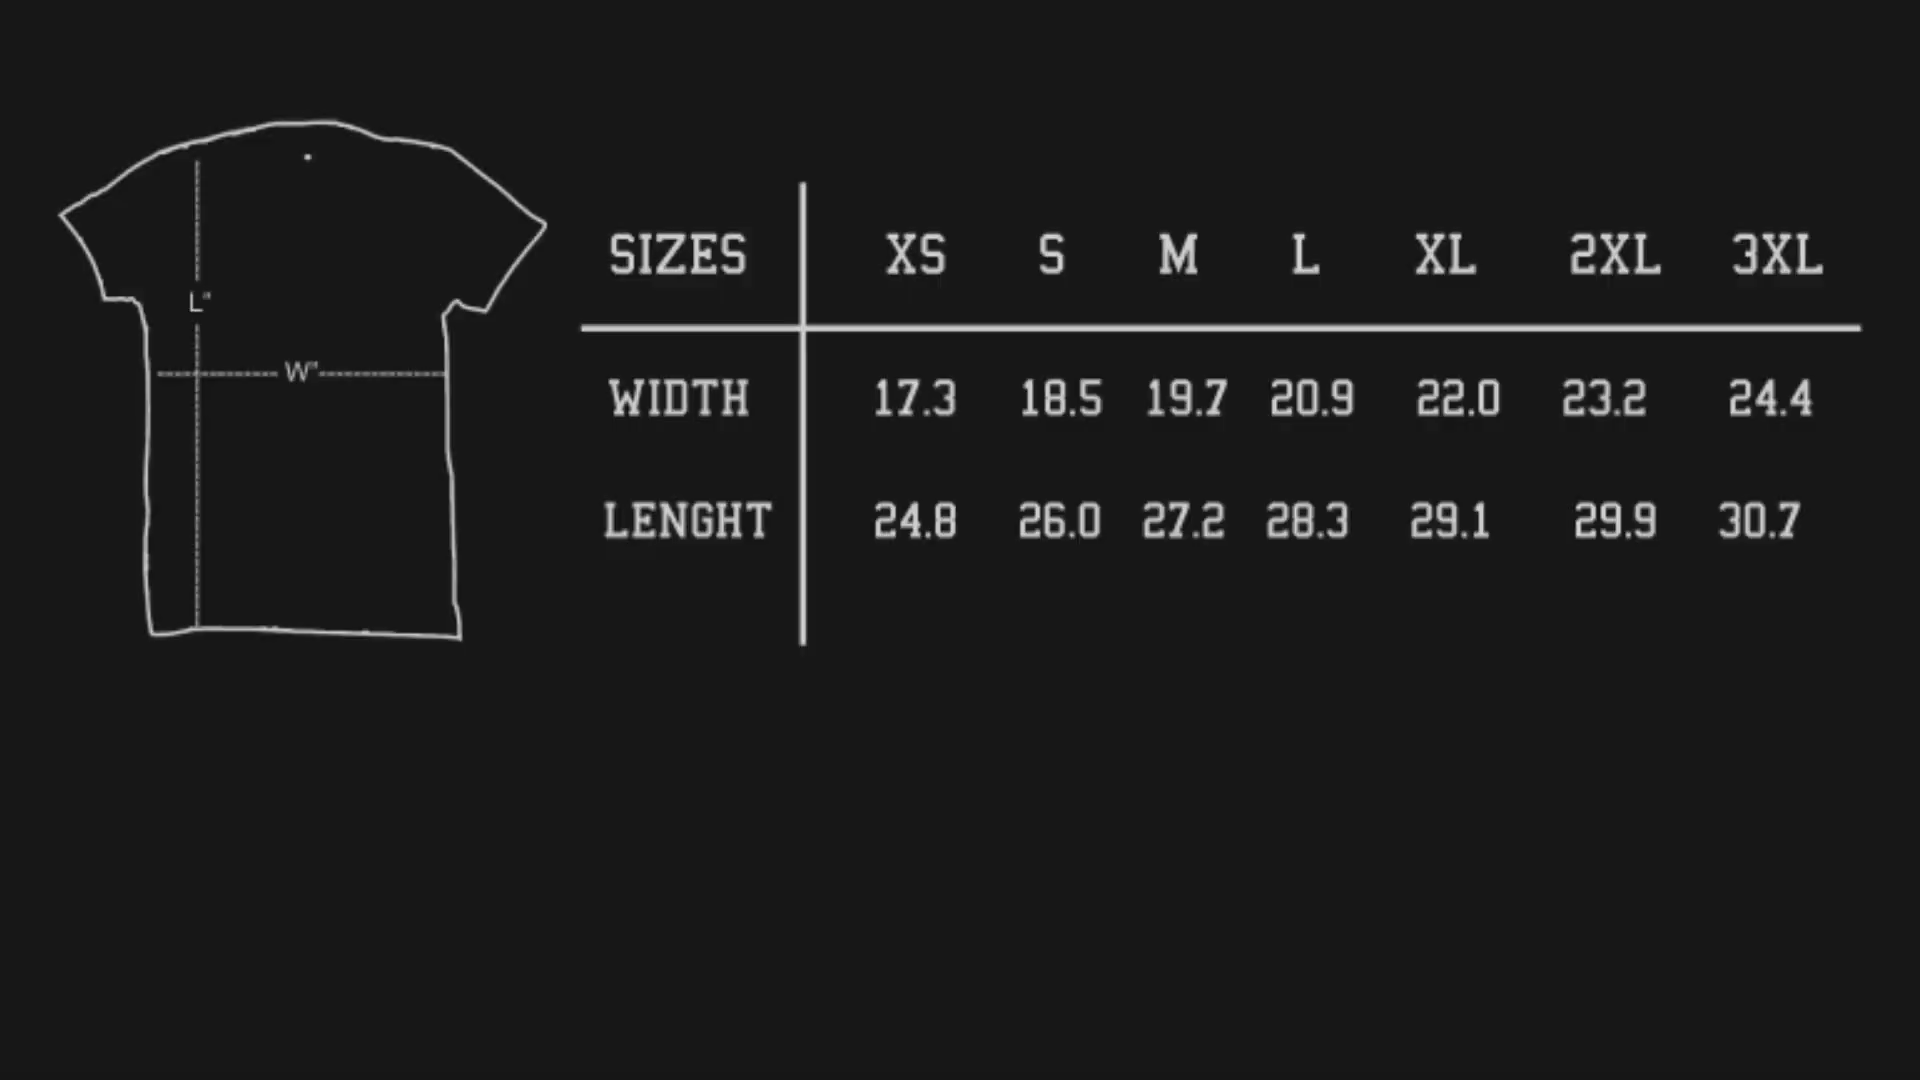 L"
W"
SIZES XS S M L XL 2XL 3XL
WIDTH 17.3 18.5 19.7 20.9 22.0 23.2 24.4
LENGHT 24.8 26.0 27.2 28.3 29.1 29.9 30.7